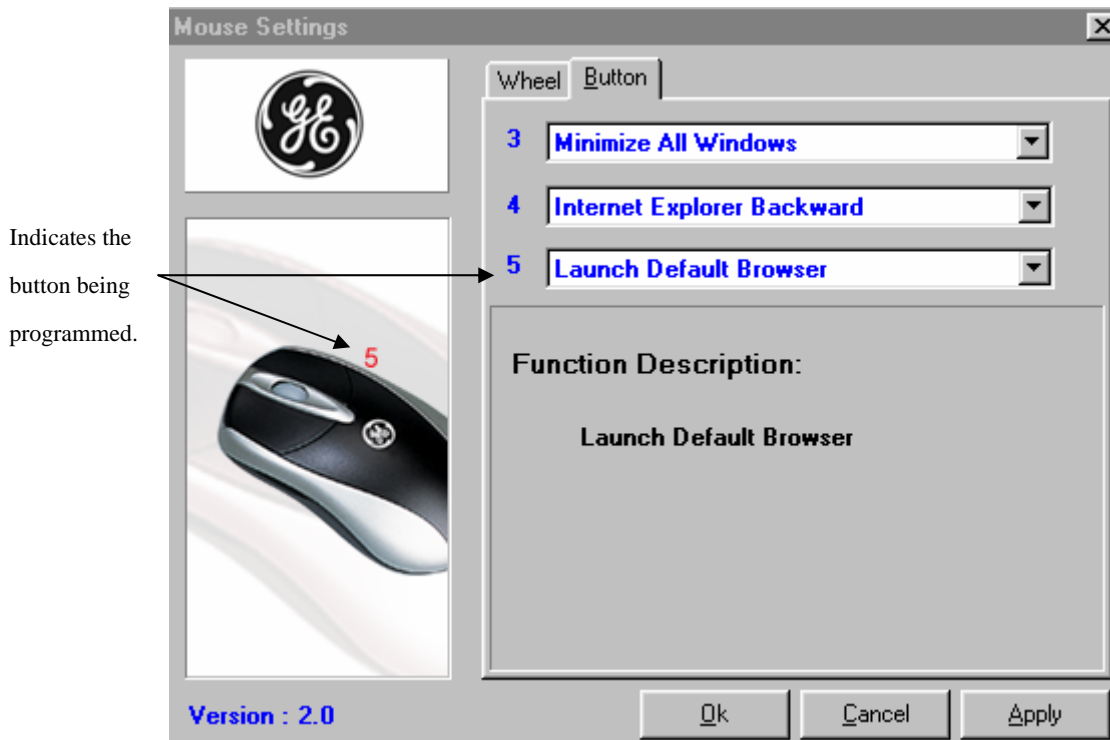 Mouse Settings
GE
Wheel
Button
3 Minimize All Windows
4 Internet Explorer Backward
5 Launch Default Browser
Indicates the
button being
programmed.
5
Function Description:
Launch Default Browser
Version : 2.0
Ok
Cancel
Apply